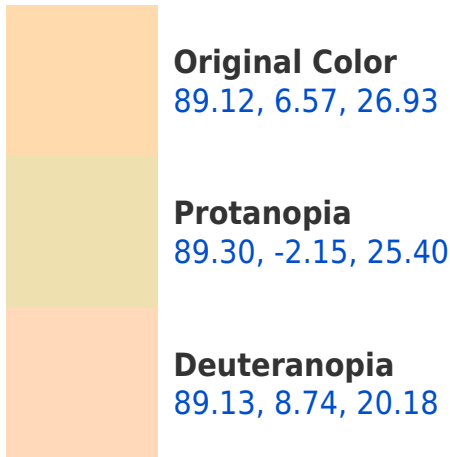 Original Color
89.12, 6.57, 26.93
Protanopia
89.30, -2.15, 25.40
Deuteranopia
89.13, 8.74, 20.18